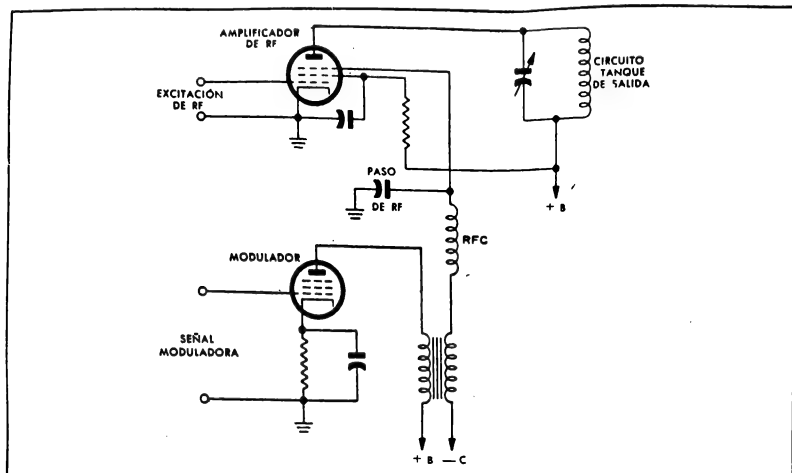 AMPLIFICADOR
DE RF
EXCITACIÓN
DE RF
CIRCUITO
TANQUE
DE SALIDA
+ B
PASO
DE RF
RFC
MODULADOR
SEÑAL
MODULADORA
+ B — C